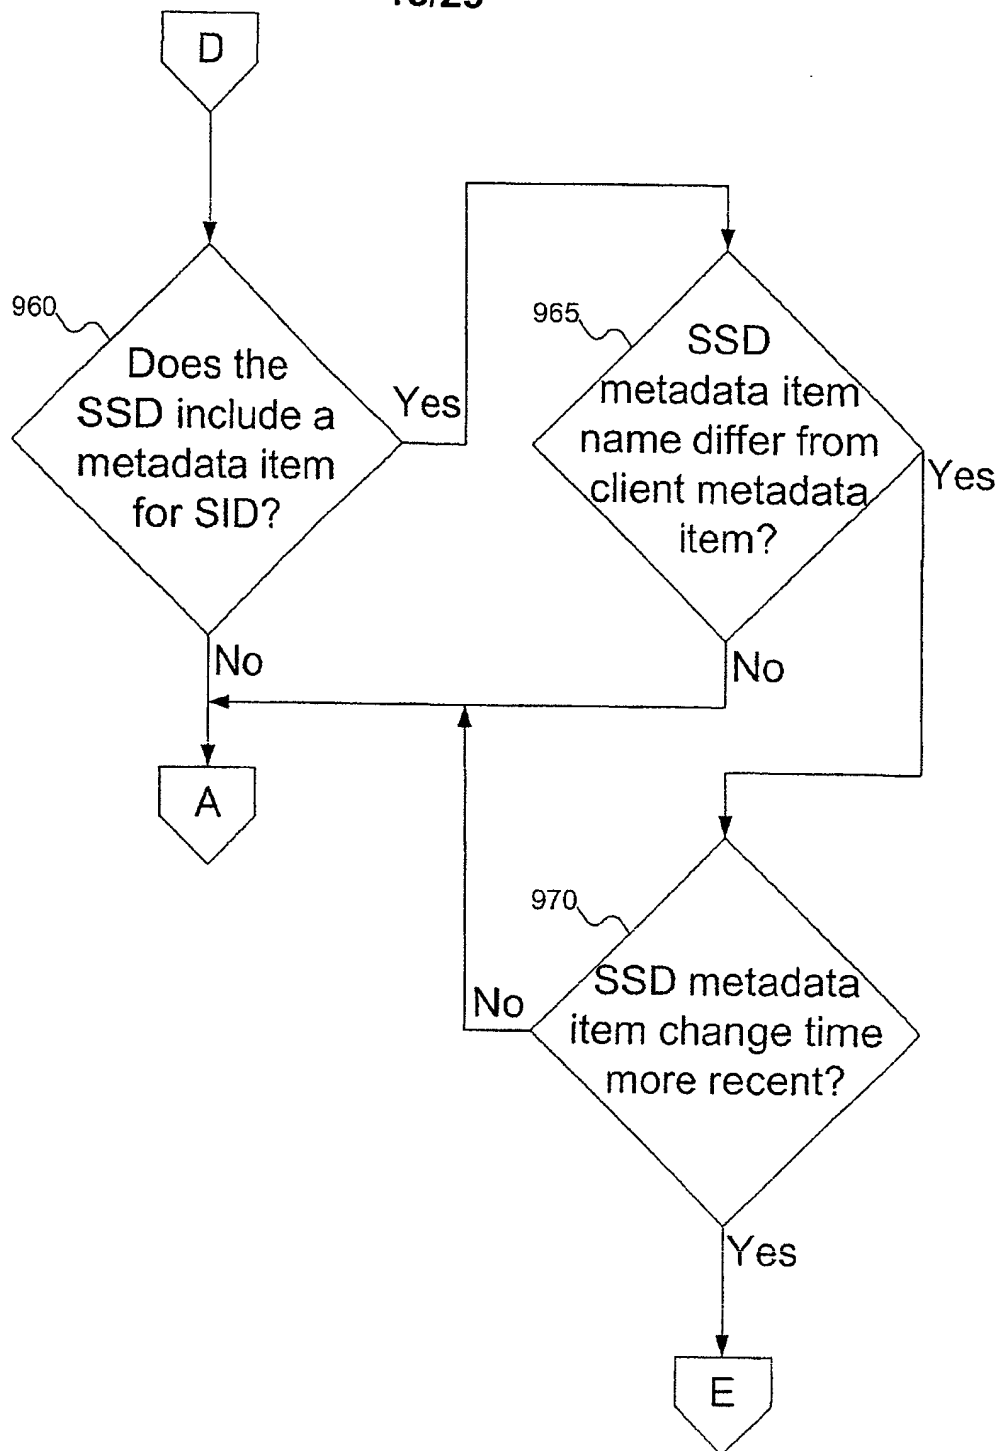 D
960
Does the
SSD include a
metadata item
for SID?
Yes
965
SSD
metadata item
name differ from
client metadata
item?
Yes
No
No
A
970
SSD metadata
item change time
more recent?
No
Yes
E